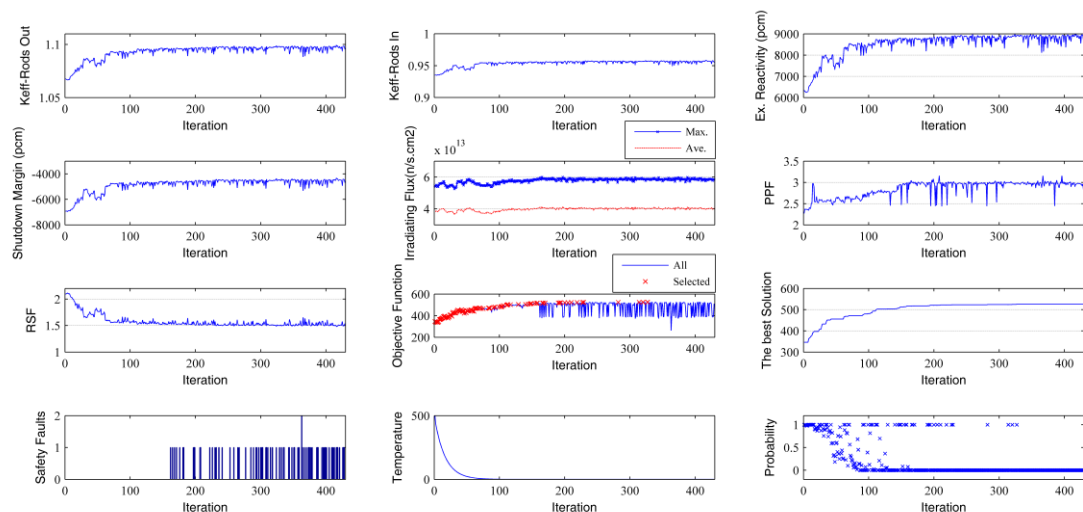 Keff-Rods Out
1.1
1.05
0 100 200 300 400
Iteration
Keff-Rods In
1
0.95
0.9
0 100 200 300 400
Iteration
Ex. Reactivity (pcm)
9000
8000
7000
6000
0 100 200 300 400
Iteration
Shutdown Margin (pcm)
-4000
-6000
-8000
0 100 200 300 400
Iteration
Irradiating Flux(n/s.cm2)
x 10^13
Max.
Ave.
6
4
0 100 200 300 400
Iteration
PPF
3.5
3
2.5
2
0 100 200 300 400
Iteration
RSF
2
1.5
1
0 100 200 300 400
Iteration
Objective Function
All
Selected
600
500
400
300
200
0 100 200 300 400
Iteration
The best Solution
600
500
400
300
0 100 200 300 400
Iteration
Safety Faults
2
1
0
0 100 200 300 400
Iteration
Temperature
500
0
0 100 200 300 400
Iteration
Probability
1
0.5
0
0 100 200 300 400
Iteration